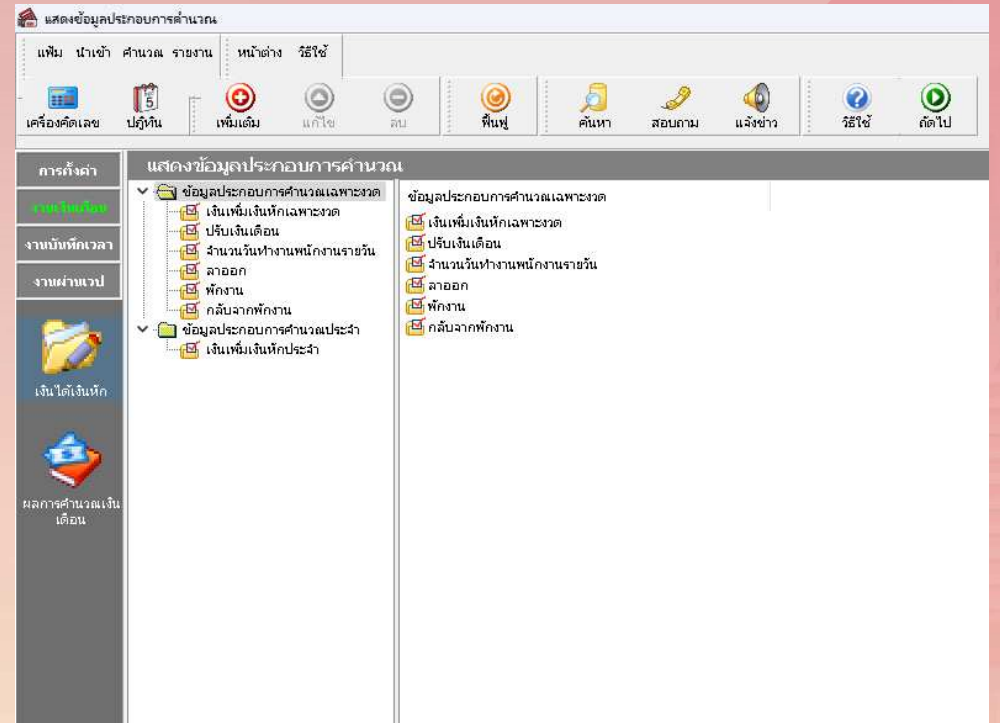 แสดงข้อมูลประกอบการคำนวณ
แฟ้ม นำเข้า คำนวณ รายงาน หน้าต่าง วิธีใช้
เครื่องคิดเลข ปฏิทิน เพิ่มเติม แก้ไข ลบ ฟื้นฟู ค้นหา สอบถาม แจ้งข่าว วิธีใช้ ถัดไป
5
การตั้งค่า
งานเงินเดือน
งานบันทึกเวลา
งานผ่านเวป
เงินได้เงินหัก
ผลการคำนวณเงิน
เดือน
แสดงข้อมูลประกอบการคำนวณ
ข้อมูลประกอบการคำนวณเฉพาะงวด
เงินเพิ่มเงินหักเฉพาะงวด
ปรับเงินเดือน
จำนวนวันทำงานพนักงานรายวัน
ลาออก
พักงาน
กลับจากพักงาน
ข้อมูลประกอบการคำนวณประจำ
เงินเพิ่มเงินหักประจำ
ข้อมูลประกอบการคำนวณเฉพาะงวด
เงินเพิ่มเงินหักเฉพาะงวด
ปรับเงินเดือน
จำนวนวันทำงานพนักงานรายวัน
ลาออก
พักงาน
กลับจากพักงาน